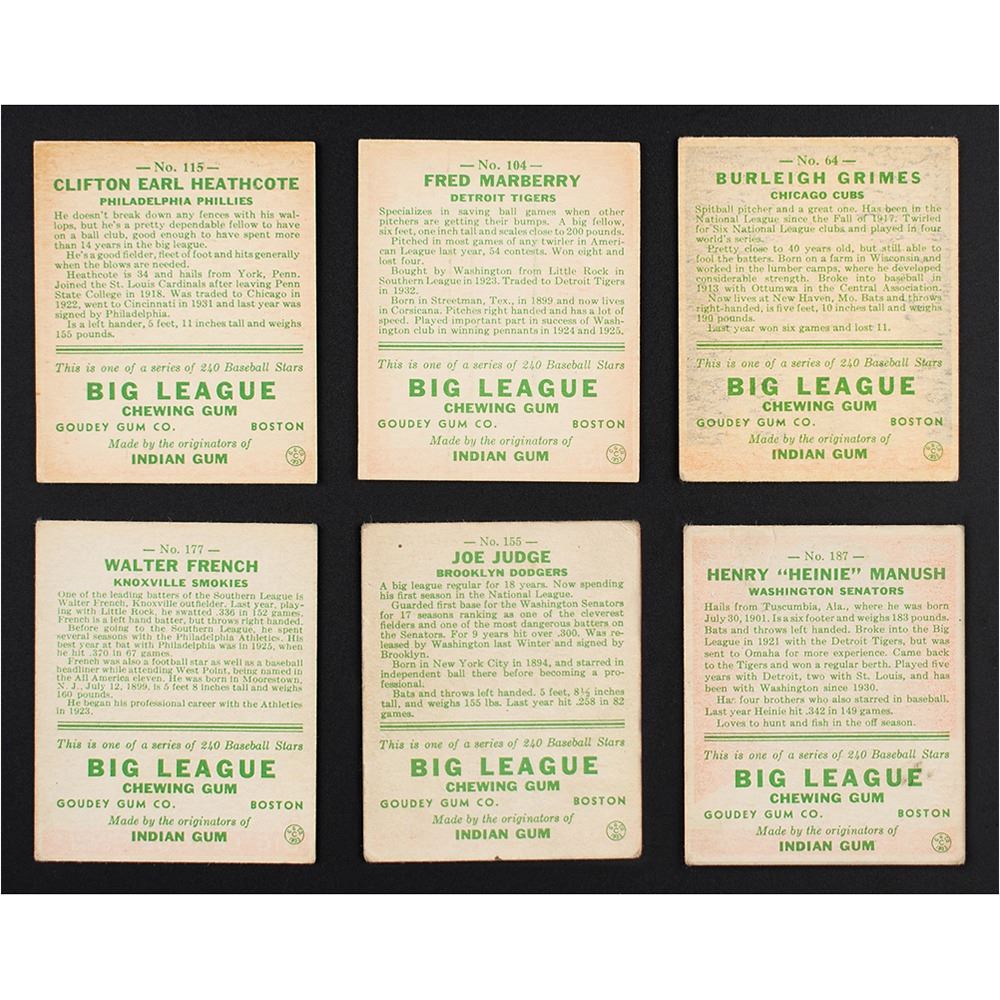 — No. 115 —
CLIFTON EARL HEATHCOTE
PHILADELPHIA PHILLIES
He doesn't break down any fences with his wal-
lops, but he's a pretty dependable fellow to have
on a ball club, good enough to have spent more
than 14 years in the big league.
He's a good fielder, fleet of foot and hits generally
when the blows are needed.
Heathcote is 34 and hails from York, Penn.
Joined the St. Louis Cardinals after leaving Penn
State College in 1918. Was traded to Chicago in
1922, went to Cincinnati in 1931 and last year was
signed by Philadelphia.
Is a left hander, 5 feet, 11 inches tall and weighs
155 pounds.
This is one of a series of 240 Baseball Stars
BIG LEAGUE
CHEWING GUM
GOUDEY GUM CO. BOSTON
Made by the originators of
INDIAN GUM
— No. 104 —
FRED MARBERRY
DETROIT TIGERS
Specializes in saving ball games when other
pitchers are getting their bumps. A big fellow,
six feet, one inch tall and scales close to 200 pounds.
Pitched in most games of any twirler in Ameri-
can League last year, 54 contests. Won eight and
lost four.
Bought by Washington from Little Rock in
Southern League in 1923. Traded to Detroit Tigers
in 1932.
Born in Streetman, Tex., in 1899 and now lives
in Corsicana. Pitches right handed and has a lot of
speed. Played important part in success of Wash-
ington club in winning pennants in 1924 and 1925.
This is one of a series of 240 Baseball Stars
BIG LEAGUE
CHEWING GUM
GOUDEY GUM CO. BOSTON
Made by the originators of
INDIAN GUM
— No. 64 —
BURLEIGH GRIMES
CHICAGO CUBS
Spitball pitcher and a great one. Has been in the
National League since the Fall of 1917. Twirled
for Six National League clubs and played in four
world's series.
Pretty close to 40 years old, but still able to
fool the batters. Born on a farm in Wisconsin and
worked in the lumber camps, where he developed
considerable strength. Broke into baseball in
1913 with Ottumwa in the Central Association.
Now lives at New Haven, Mo. Bats and throws
right-handed, is five feet, 10 inches tall and weighs
190 pounds.
Last year won six games and lost 11.
This is one of a series of 240 Baseball Stars
BIG LEAGUE
CHEWING GUM
GOUDEY GUM CO. BOSTON
Made by the originators of
INDIAN GUM
— No. 177 —
WALTER FRENCH
KNOXVILLE SMOKIES
One of the leading batters of the Southern League is
Walter French, Knoxville outfielder. Last year, play-
ing with Little Rock, he swatted .336 in 152 games.
French is a left hand batter, but throws right handed.
Before going to the Southern League, he spent
several seasons with the Philadelphia Athletics. His
best year at bat with Philadelphia was in 1925, when
he hit .370 in 67 games.
French was also a football star as well as a baseball
headliner while attending West Point, being named in
the All America eleven. He was born in Moorestown,
N. J., July 12, 1899, is 5 feet 8 inches tall and weighs
160 pounds.
He began his professional career with the Athletics
in 1923.
This is one of a series of 240 Baseball Stars
BIG LEAGUE
CHEWING GUM
GOUDEY GUM CO. BOSTON
Made by the originators of
INDIAN GUM
— No. 155 —
JOE JUDGE
BROOKLYN DODGERS
A big league regular for 18 years. Now spending
his first season in the National League.
Guarded first base for the Washington Senators
for 17 seasons ranking as one of the cleverest
fielders and one of the most dangerous batters on
the Senators. For 9 years hit over .300. Was re-
leased by Washington last Winter and signed by
Brooklyn.
Born in New York City in 1894, and starred in
independent ball there before becoming a pro-
fessional.
Bats and throws left handed. 5 feet, 8½ inches
tall, and weighs 155 lbs. Last year hit .258 in 82
games.
This is one of a series of 240 Baseball Stars
BIG LEAGUE
CHEWING GUM
GOUDEY GUM CO. BOSTON
Made by the originators of
INDIAN GUM
— No. 187 —
HENRY "HEINIE" MANUSH
WASHINGTON SENATORS
Hails from Tuscumbia, Ala., where he was born
July 30, 1901. Is a six footer and weighs 183 pounds.
Bats and throws left handed. Broke into the Big
League in 1921 with the Detroit Tigers, but was
sent to Omaha for more experience. Came back
to the Tigers and won a regular berth. Played five
years with Detroit, two with St. Louis, and has
been with Washington since 1930.
Has four brothers who also starred in baseball.
Last year Heinie hit .342 in 149 games.
Loves to hunt and fish in the off season.
This is one of a series of 240 Baseball Stars
BIG LEAGUE
CHEWING GUM
GOUDEY GUM CO. BOSTON
Made by the originators of
INDIAN GUM